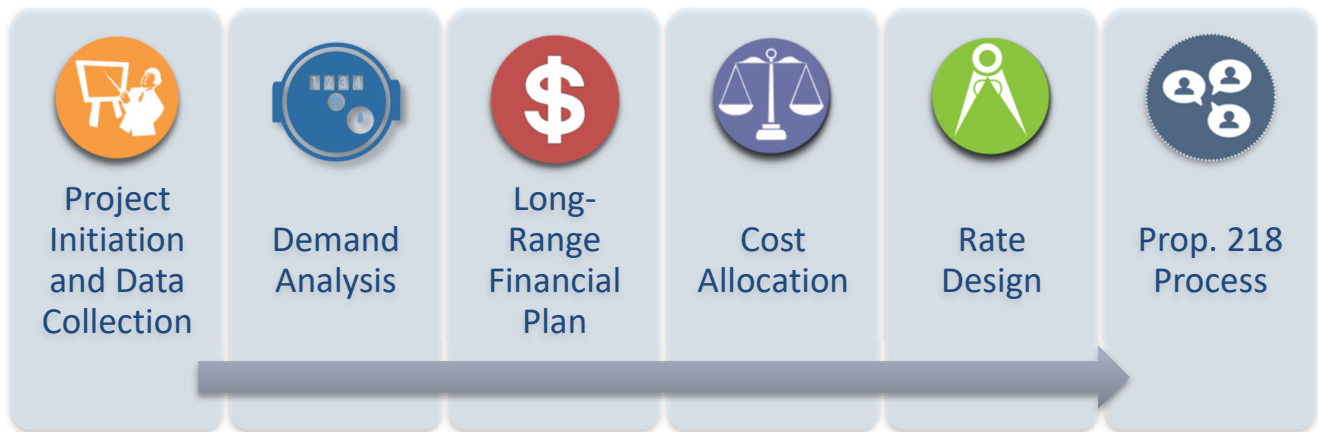 1234
Project
Initiation
and Data
Collection
Demand
Analysis
Long-
Range
Financial
Plan
Cost
Allocation
Rate
Design
Prop. 218
Process